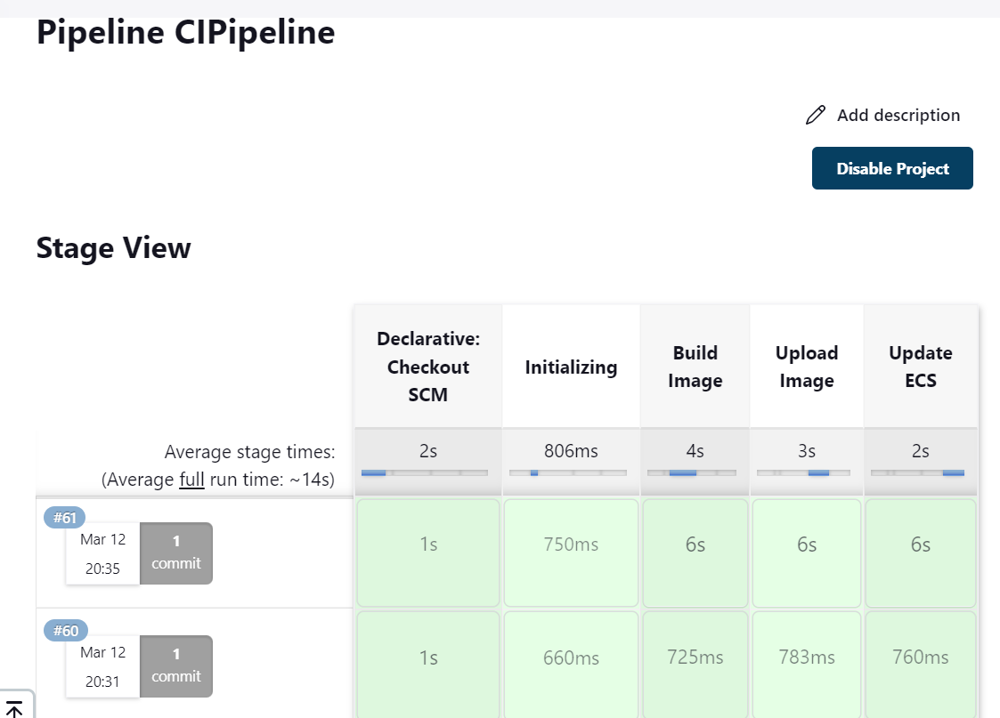 Pipeline CIPipeline
Add description
Disable Project
Stage View
Declarative:
Checkout
SCM
Initializing
Build
Image
Upload
Image
Update
ECS
Average stage times:
(Average full run time: ~14s)
2s
806ms
4s
3s
2s
#61
Mar 12
20:35
1
commit
1s
750ms
6s
6s
6s
#60
Mar 12
20:31
1
commit
1s
660ms
725ms
783ms
760ms